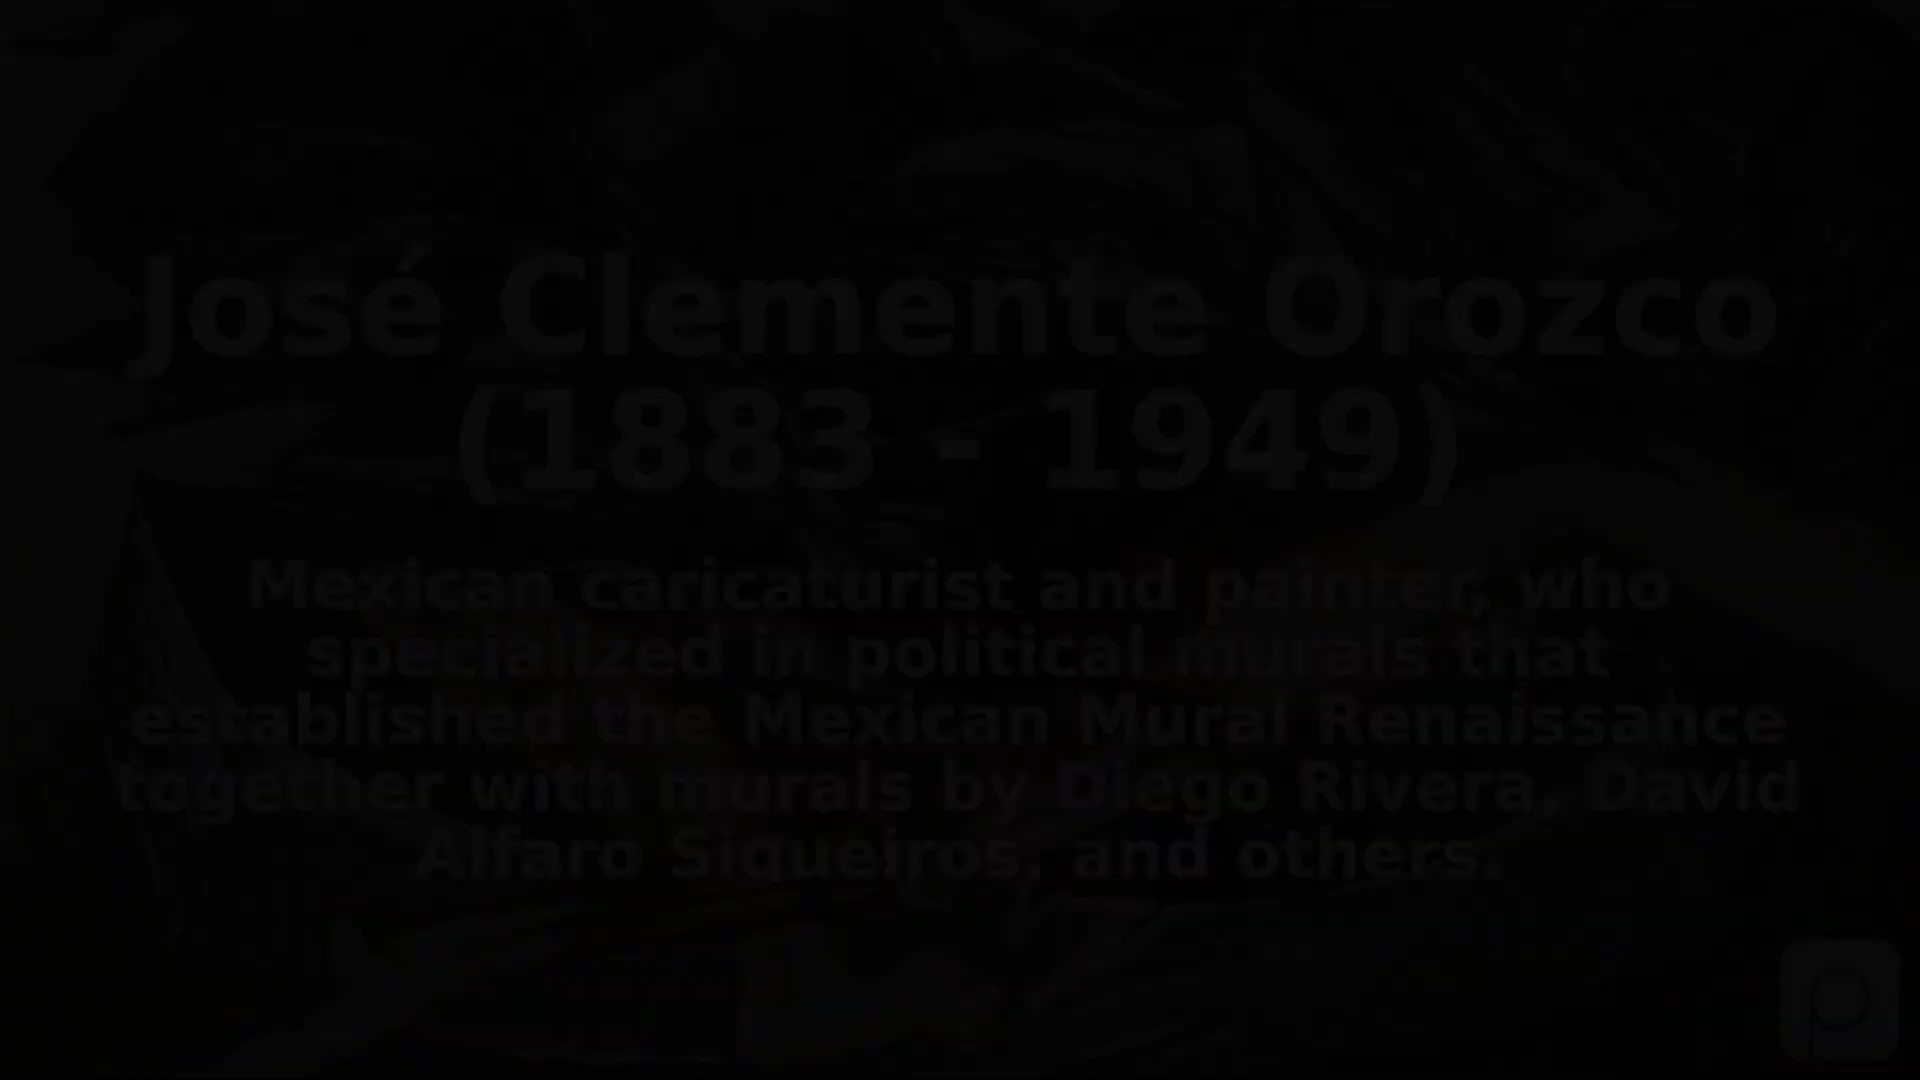 José Clemente Orozco
(1883 - 1949)
Mexican caricaturist and painter, who
specialized in political murals that
established the Mexican Mural Renaissance
together with murals by Diego Rivera, David
Alfaro Siqueiros, and others.